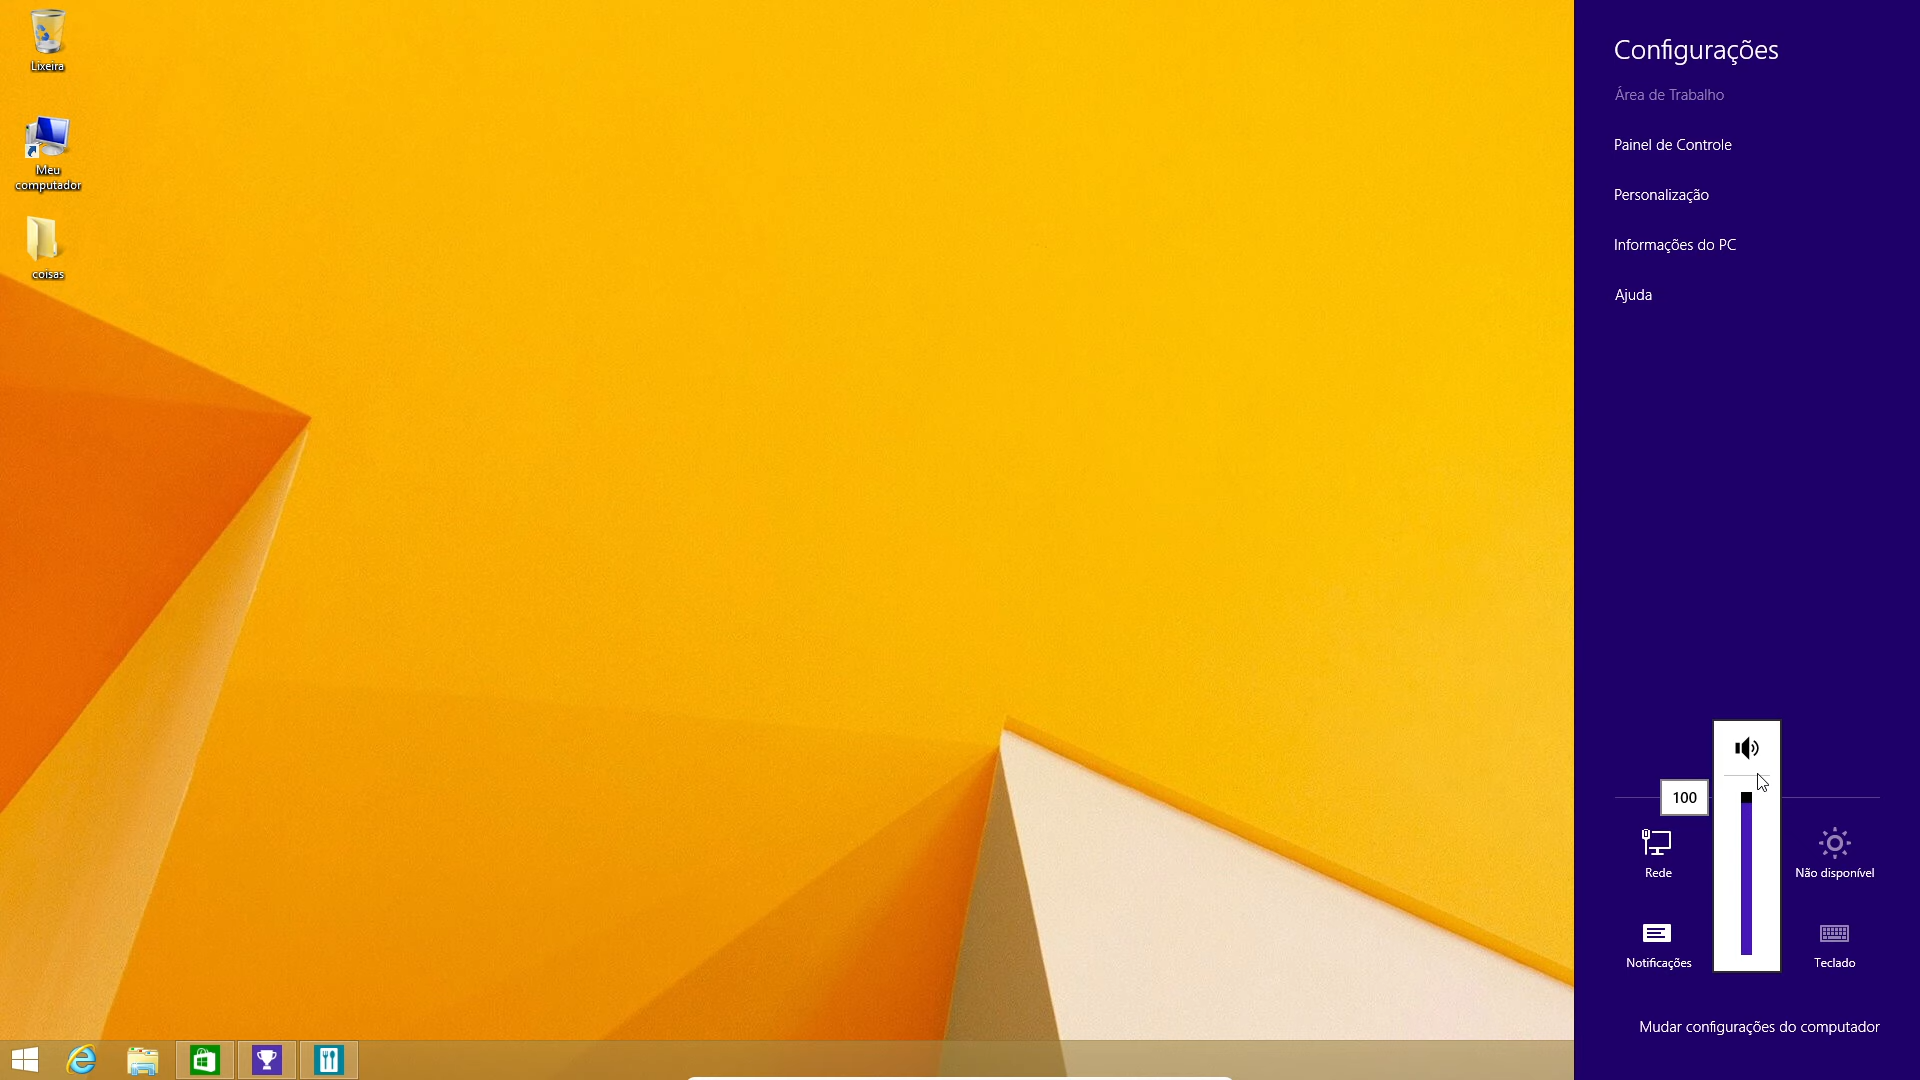 Lixeira
Meu
computador
coisas
Configurações
Área de Trabalho
Painel de Controle
Personalização
Informações do PC
Ajuda
100
Rede
Não disponível
Notificações
Teclado
Mudar configurações do computador